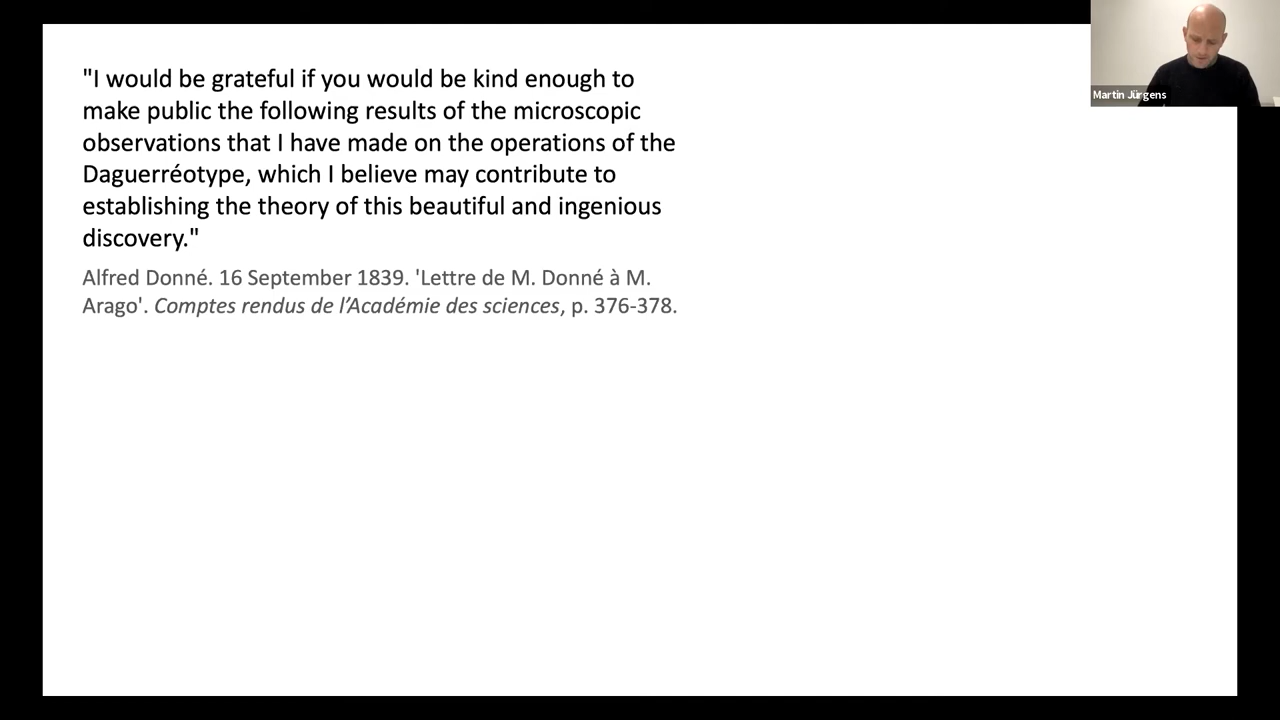 "I would be grateful if you would be kind enough to
make public the following results of the microscopic
observations that I have made on the operations of the
Daguerréotype, which I believe may contribute to
establishing the theory of this beautiful and ingenious
discovery."
Alfred Donné. 16 September 1839. 'Lettre de M. Donné à M.
Arago'. Comptes rendus de l’Académie des sciences, p. 376-378.
Martin Jürgens